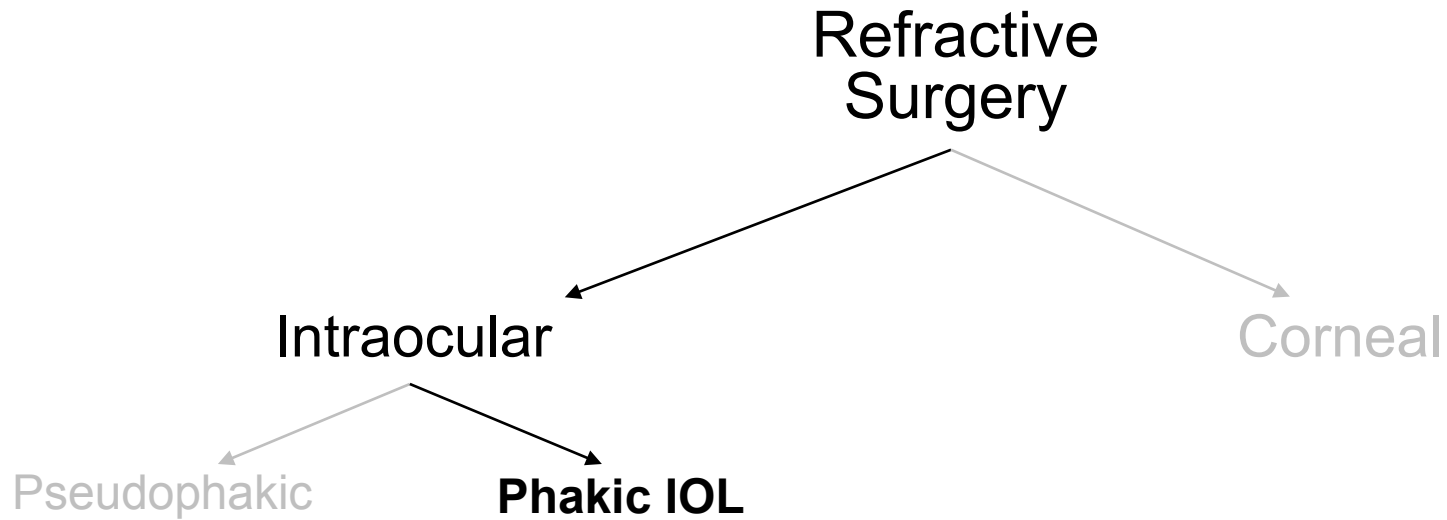 Refractive
Surgery
Intraocular
Corneal
Pseudophakic
Phakic IOL